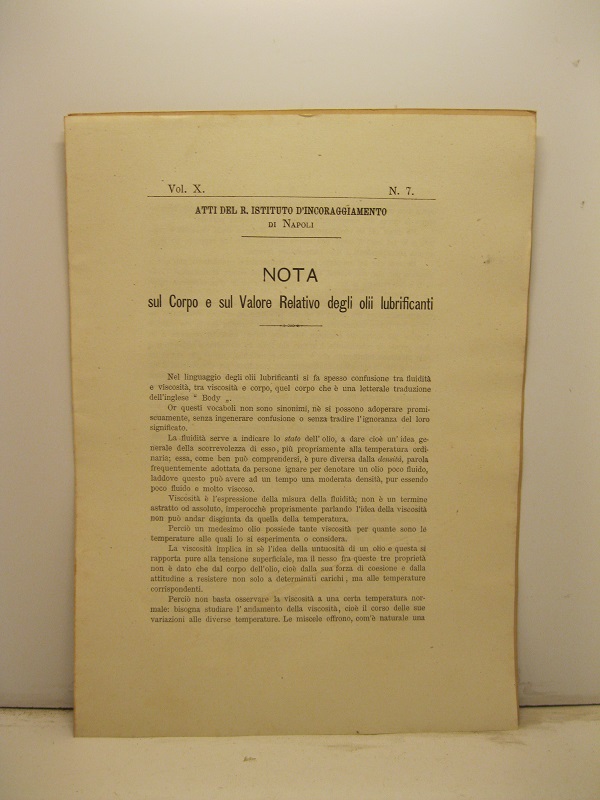 Vol. X.
N. 7.
ATTI DEL R. ISTITUTO D'INCORAGGIAMENTO
DI NAPOLI
NOTA
sul Corpo e sul Valore Relativo degli olii lubrificanti
Nel linguaggio degli olii lubrificanti si fa spesso confusione tra fluidità
e viscosità, tra viscosità e corpo, quel corpo che è una letterale traduzione
dell'inglese “ Body „.
Or questi vocaboli non sono sinonimi, nè si possono adoperare promi-
scuamente, senza ingenerare confusione o senza tradire l'ignoranza del loro
significato.
La fluidità serve a indicare lo stato dell'olio, a dare cioè un'idea ge-
nerale della scorrevolezza di esso, più propriamente alla temperatura ordi-
naria; essa, come ben può comprendersi, è pure diversa dalla densità, parola
frequentemente adottata da persone ignare per denotare un olio poco fluido,
laddove questo può avere ad un tempo una moderata densità, pur essendo
poco fluido e molto viscoso.
Viscosità è l'espressione della misura della fluidità; non è un termine
astratto od assoluto, imperocchè propriamente parlando l'idea della viscosità
non può andar disgiunta da quella della temperatura.
Perciò un medesimo olio possiede tante viscosità per quante sono le
temperature alle quali lo si esperimenta o considera.
La viscosità implica in sè l'idea della untuosità di un olio e questa si
rapporta pure alla tensione superficiale, ma il nesso fra queste tre proprietà
non è dato che dal corpo dell'olio, cioè dalla sua forza di coesione e dalla
attitudine a resistere non solo a determinati carichi, ma alle temperature
corrispondenti.
Perciò non basta osservare la viscosità a una certa temperatura nor-
male: bisogna studiare l'andamento della viscosità, cioè il corso delle sue
variazioni alle diverse temperature. Le miscele offrono, com'è naturale una